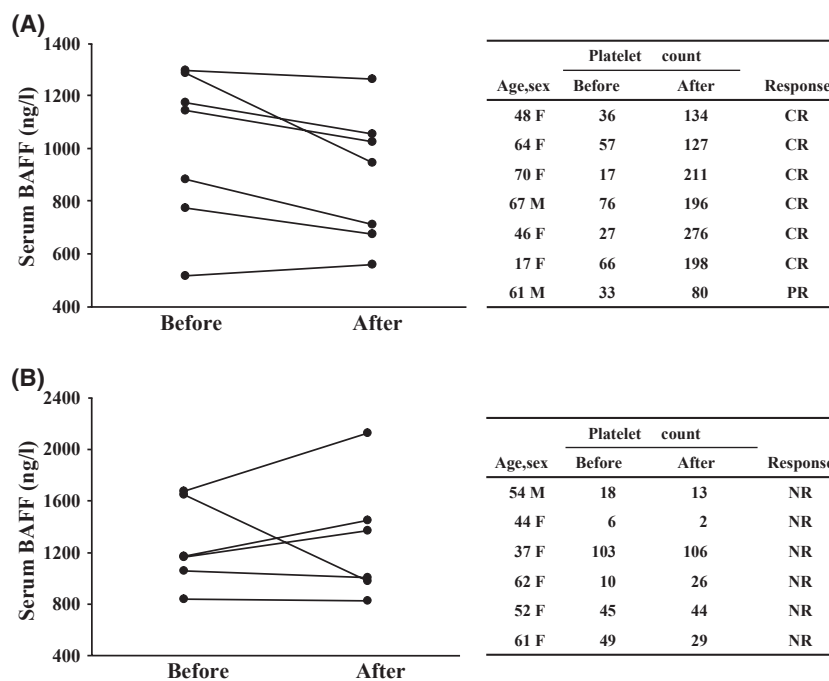 (A)
1400
1200
1000
800
600
400
Serum BAFF (ng/l)
Before After
Platelet count
Age,sex Before After Response
48 F 36 134 CR
64 F 57 127 CR
70 F 17 211 CR
67 M 76 196 CR
46 F 27 276 CR
17 F 66 198 CR
61 M 33 80 PR
(B)
2400
2000
1600
1200
800
400
Serum BAFF (ng/l)
Before After
Platelet count
Age,sex Before After Response
54 M 18 13 NR
44 F 6 2 NR
37 F 103 106 NR
62 F 10 26 NR
52 F 45 44 NR
61 F 49 29 NR